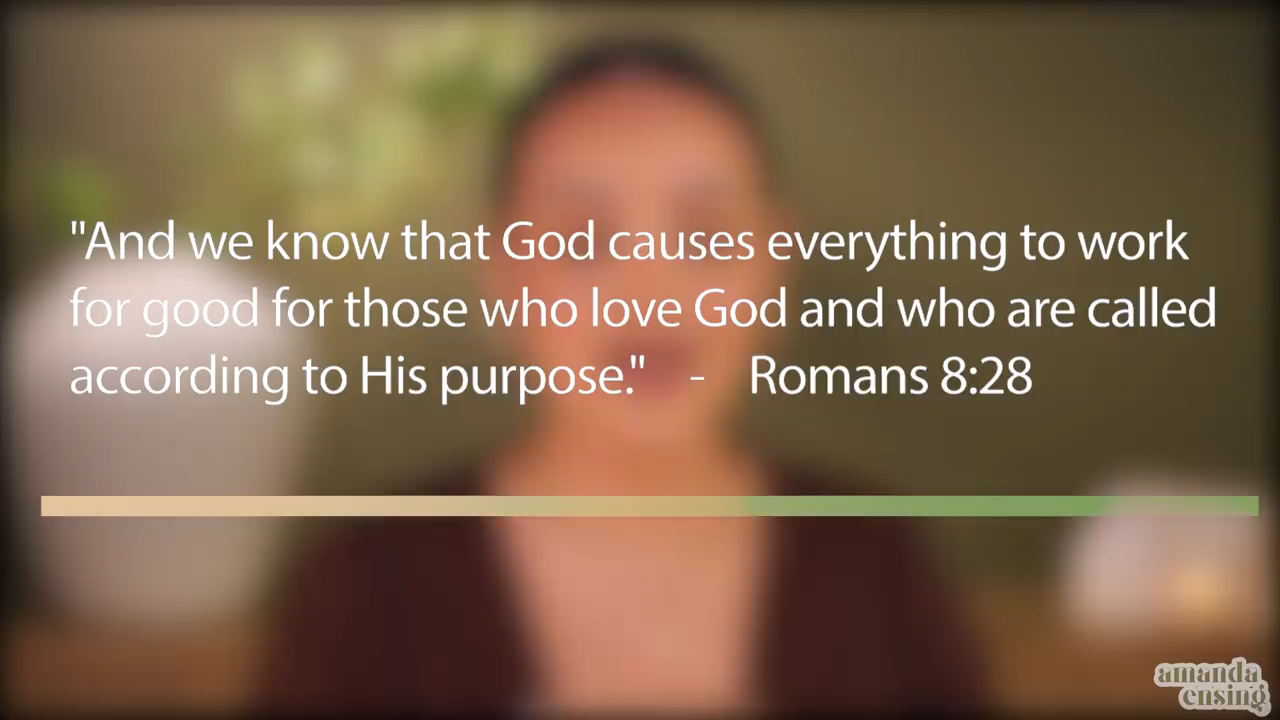 "And we know that God causes everything to work
for good for those who love God and who are called
according to His purpose." - Romans 8:28
amanda
ensing